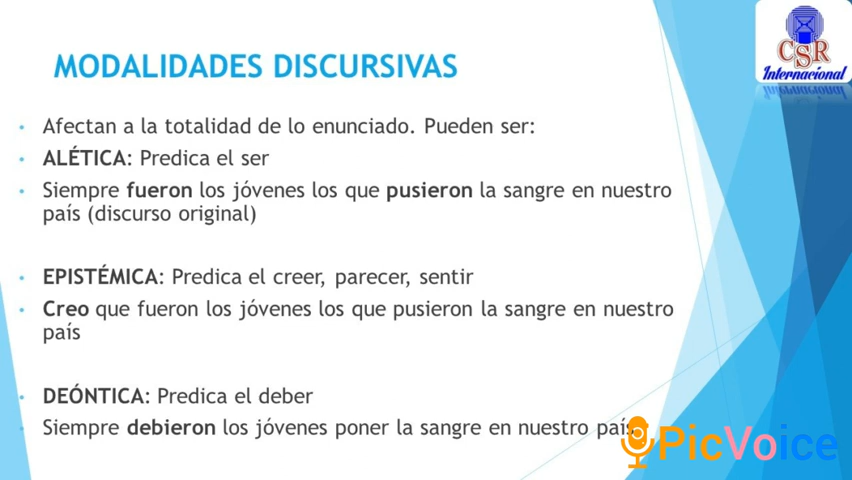 CSR
Internacional
MODALIDADES DISCURSIVAS
• Afectan a la totalidad de lo enunciado. Pueden ser:
• ALÉTICA: Predica el ser
• Siempre fueron los jóvenes los que pusieron la sangre en nuestro
país (discurso original)
• EPISTÉMICA: Predica el creer, parecer, sentir
• Creo que fueron los jóvenes los que pusieron la sangre en nuestro
país
• DEÓNTICA: Predica el deber
• Siempre debieron los jóvenes poner la sangre en nuestro país
PicVoice